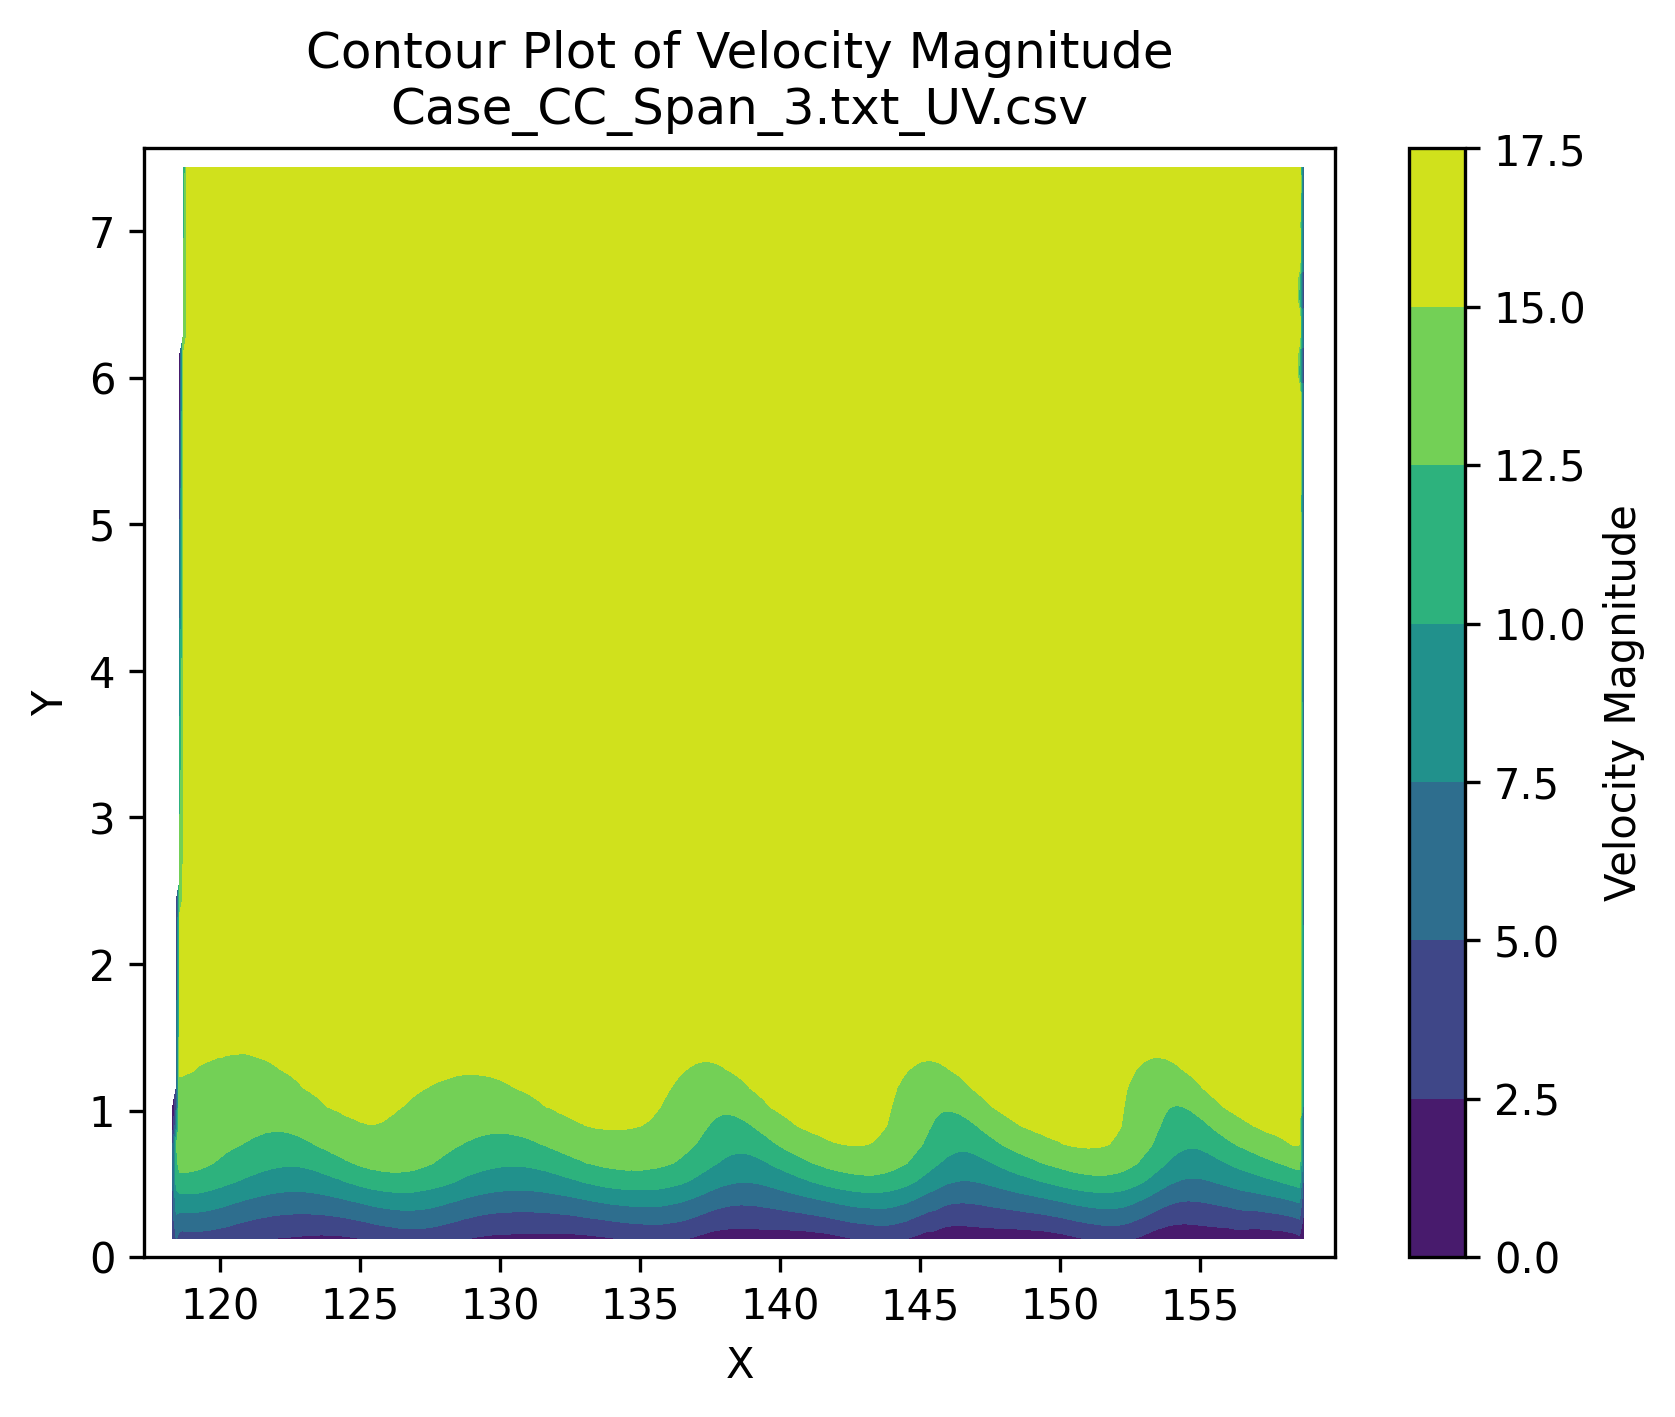 Contour Plot of Velocity Magnitude
Case_CC_Span_3.txt_UV.csv
7
6
5
4
3
2
1
0
Y
120 125 130 135 140 145 150 155
X
17.5
15.0
12.5
10.0
7.5
5.0
2.5
0.0
Velocity Magnitude